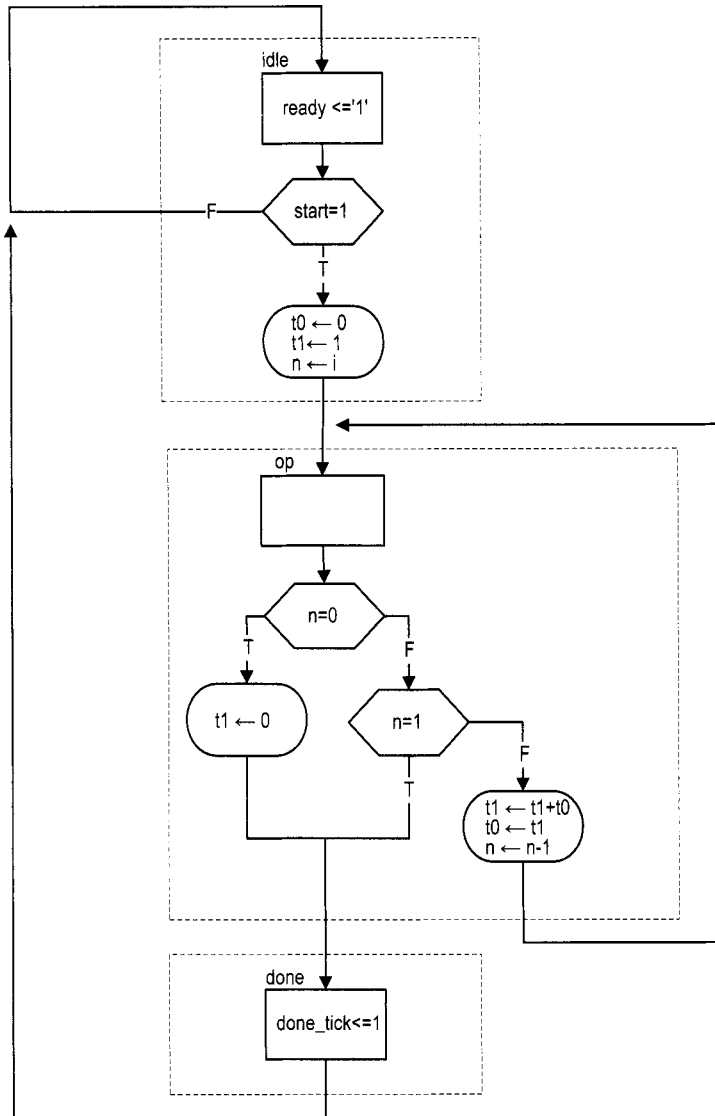 idle
ready <='1'
start=1
F
T
t0 ← 0
t1← 1
n ← i
op
n=0
T
F
t1 ← 0
n=1
F
T
t1 ← t1+t0
t0 ← t1
n ← n-1
done
done_tick<=1